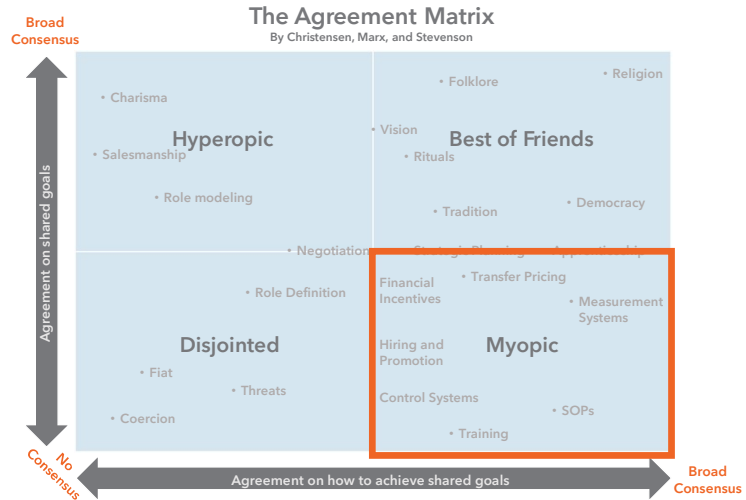 The Agreement Matrix
By Christensen, Marx, and Stevenson
Broad
Consensus
Agreement on shared goals
• Charisma
Hyperopic
• Salesmanship
• Role modeling
• Folklore
• Religion
• Vision
Best of Friends
• Rituals
• Tradition
• Democracy
• Negotiation
Strategic Planning
Apprenticeship
• Role Definition
Disjointed
• Fiat
• Threats
• Coercion
Financial
Incentives
• Transfer Pricing
• Measurement
Systems
Hiring and
Promotion
Myopic
Control Systems
• SOPs
• Training
No
Consensus
Agreement on how to achieve shared goals
Broad
Consensus